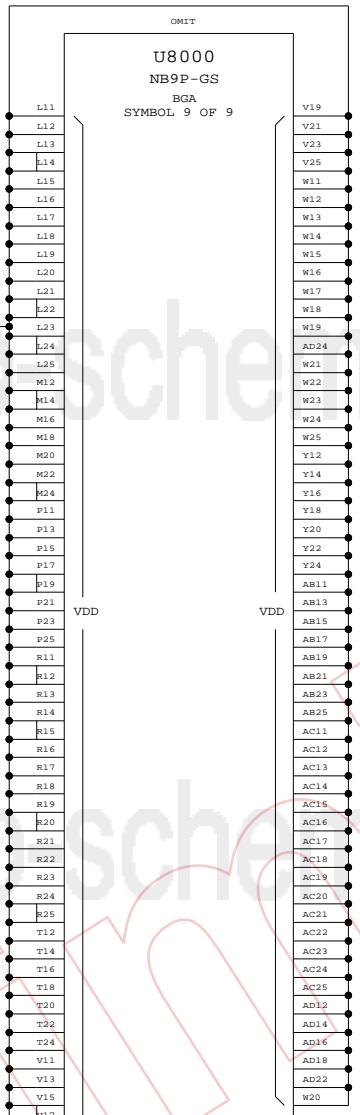 OMIT
U8000
NB9P-GS
BGA
SYMBOL 9 OF 9
L11
L12
L13
L14
L15
L16
L17
L18
L19
L20
L21
L22
L23
L24
L25
M12
M14
M16
M18
M20
M22
M24
P11
P13
P15
P17
P19
P21
P23
P25
R11
R12
R13
R14
R15
R16
R17
R18
R19
R20
R21
R22
R23
R24
R25
T12
T14
T16
T18
T20
T22
T24
V11
V13
V15
VDD
VDD
V19
V21
V23
V25
W11
W12
W13
W14
W15
W16
W17
W18
W19
AD24
W21
W22
W23
W24
W25
Y12
Y14
Y16
Y18
Y20
Y22
Y24
AB11
AB13
AB15
AB17
AB19
AB21
AB23
AB25
AC11
AC12
AC13
AC14
AC15
AC16
AC17
AC18
AC19
AC20
AC21
AC22
AC23
AC24
AC25
AD12
AD14
AD16
AD18
AD22
W20